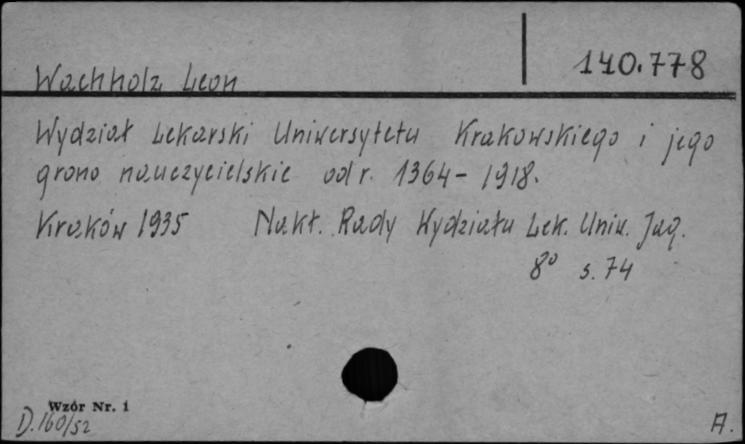 140.778
Wachholz Leon
Wydział Lekarski Uniwersytetu Krakowskiego i jego
grono nauczycielskie od r. 1364-1918.
Kraków 1935 Nakł. Rady Wydziału Lek. Uniw. Jag.
8° s. 74
Wzór Nr. 1
D.160/52
A.